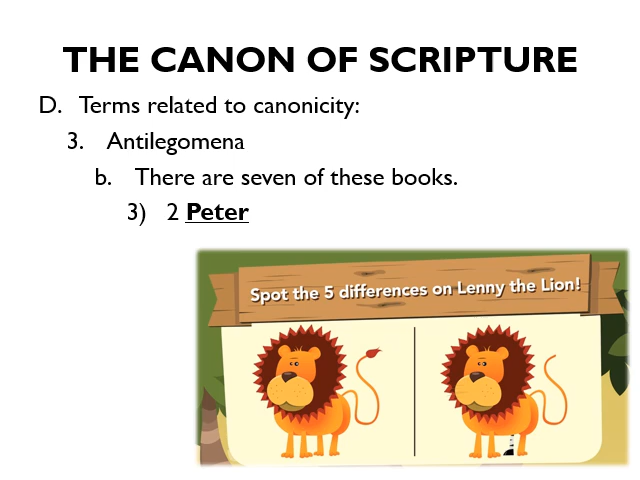 THE CANON OF SCRIPTURE
D. Terms related to canonicity:
3. Antilegomena
b. There are seven of these books.
3) 2 Peter
Spot the 5 differences on Lenny the Lion!